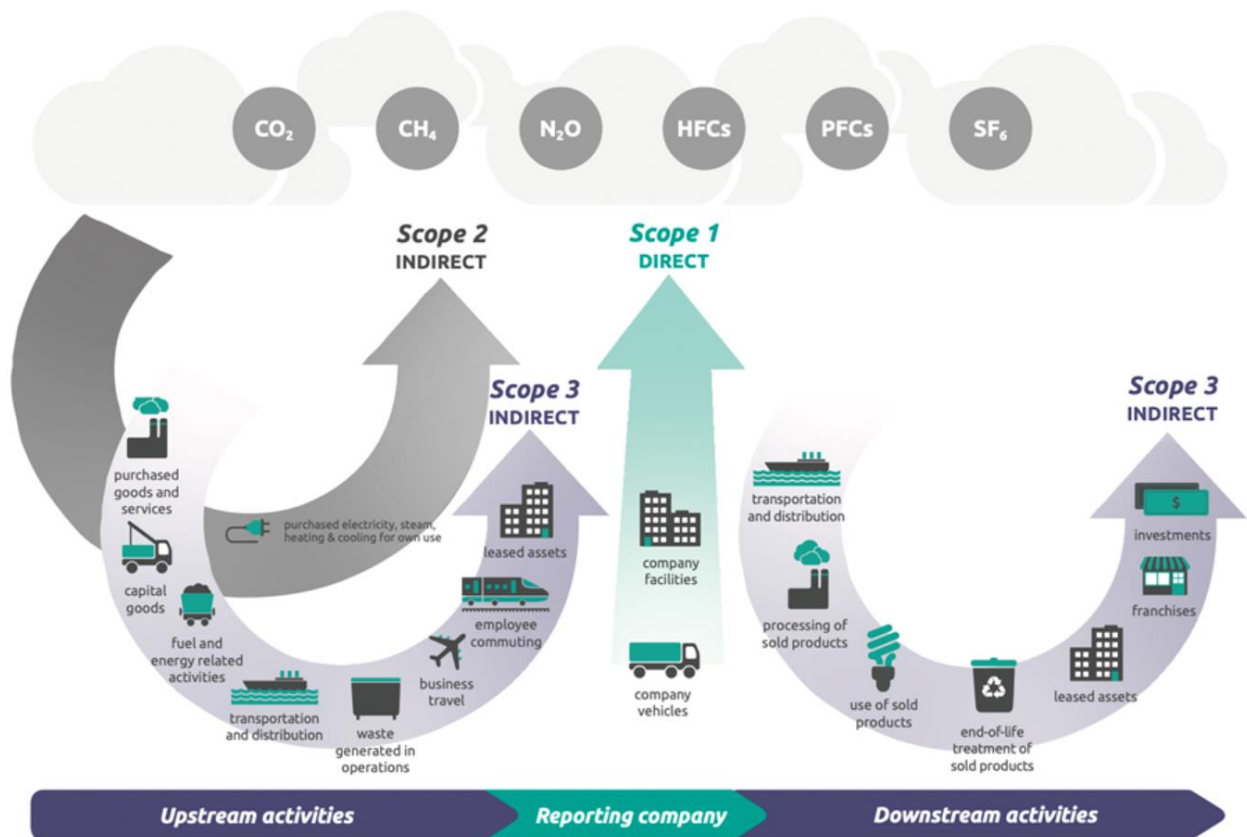 CO₂
CH₄
N₂O
HFCs
PFCs
SF₆
Scope 2
INDIRECT
Scope 1
DIRECT
Scope 3
INDIRECT
Scope 3
INDIRECT
purchased
goods and
services
capital
goods
fuel and
energy related
activities
purchased electricity, steam,
heating & cooling for own use
transportation
and distribution
waste
generated in
operations
business
travel
employee
commuting
leased assets
company
facilities
company
vehicles
transportation
and distribution
processing of
sold products
use of sold
products
end-of-life
treatment of
sold products
leased assets
franchises
$
investments
Upstream activities
Reporting company
Downstream activities